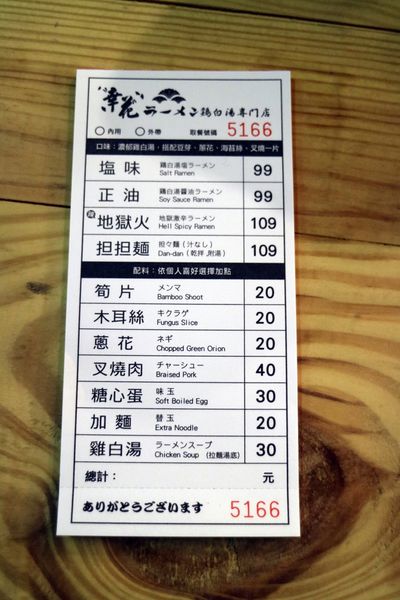 幸花 ラーメン 鶏白湯專門店
○ 內用 ○ 外帶 取餐號碼 5166
口味：濃郁雞白湯，搭配豆芽、蔥花、海苔絲、叉燒一片
塩味 鶏白湯塩ラーメン Salt Ramen 99
正油 鶏白湯醬油ラーメン Soy Sauce Ramen 99
地獄火 地獄激辛ラーメン Hell Spicy Ramen 109
担担麵 担々麵 (汁なし) Dan-dan (乾拌,附湯) 109
配料：依個人喜好選擇加點
筍片 メンマ Bamboo Shoot 20
木耳絲 キクラゲ Fungus Slice 20
蔥花 ネギ Chopped Green Orion 20
叉燒肉 チャーシュー Braised Pork 40
糖心蛋 味玉 Soft Boiled Egg 30
加麵 替玉 Extra Noodle 20
雞白湯 ラーメンスープ Chicken Soup (拉麵湯底) 30
總計： 元
ありがとうございます 5166